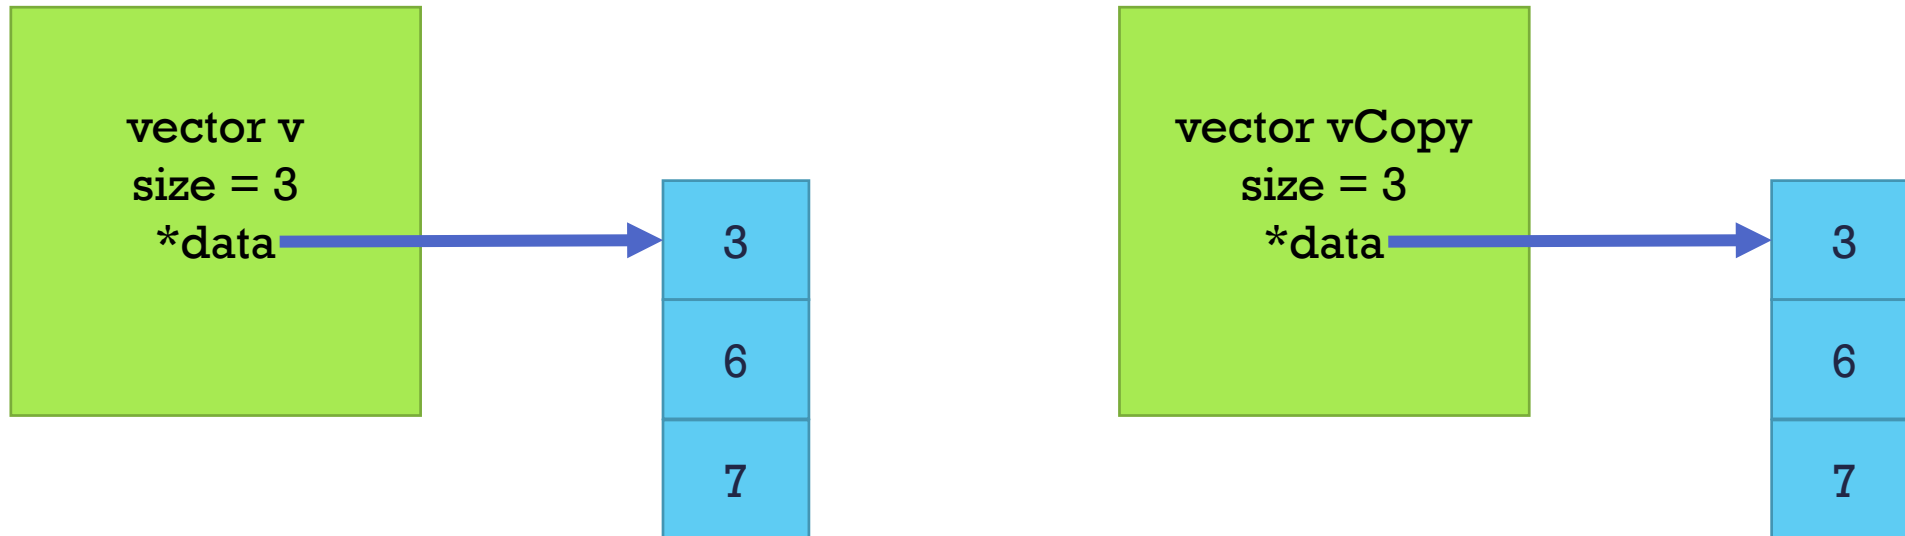 vector v
size = 3
*data
3
6
7
vector vCopy
size = 3
*data
3
6
7